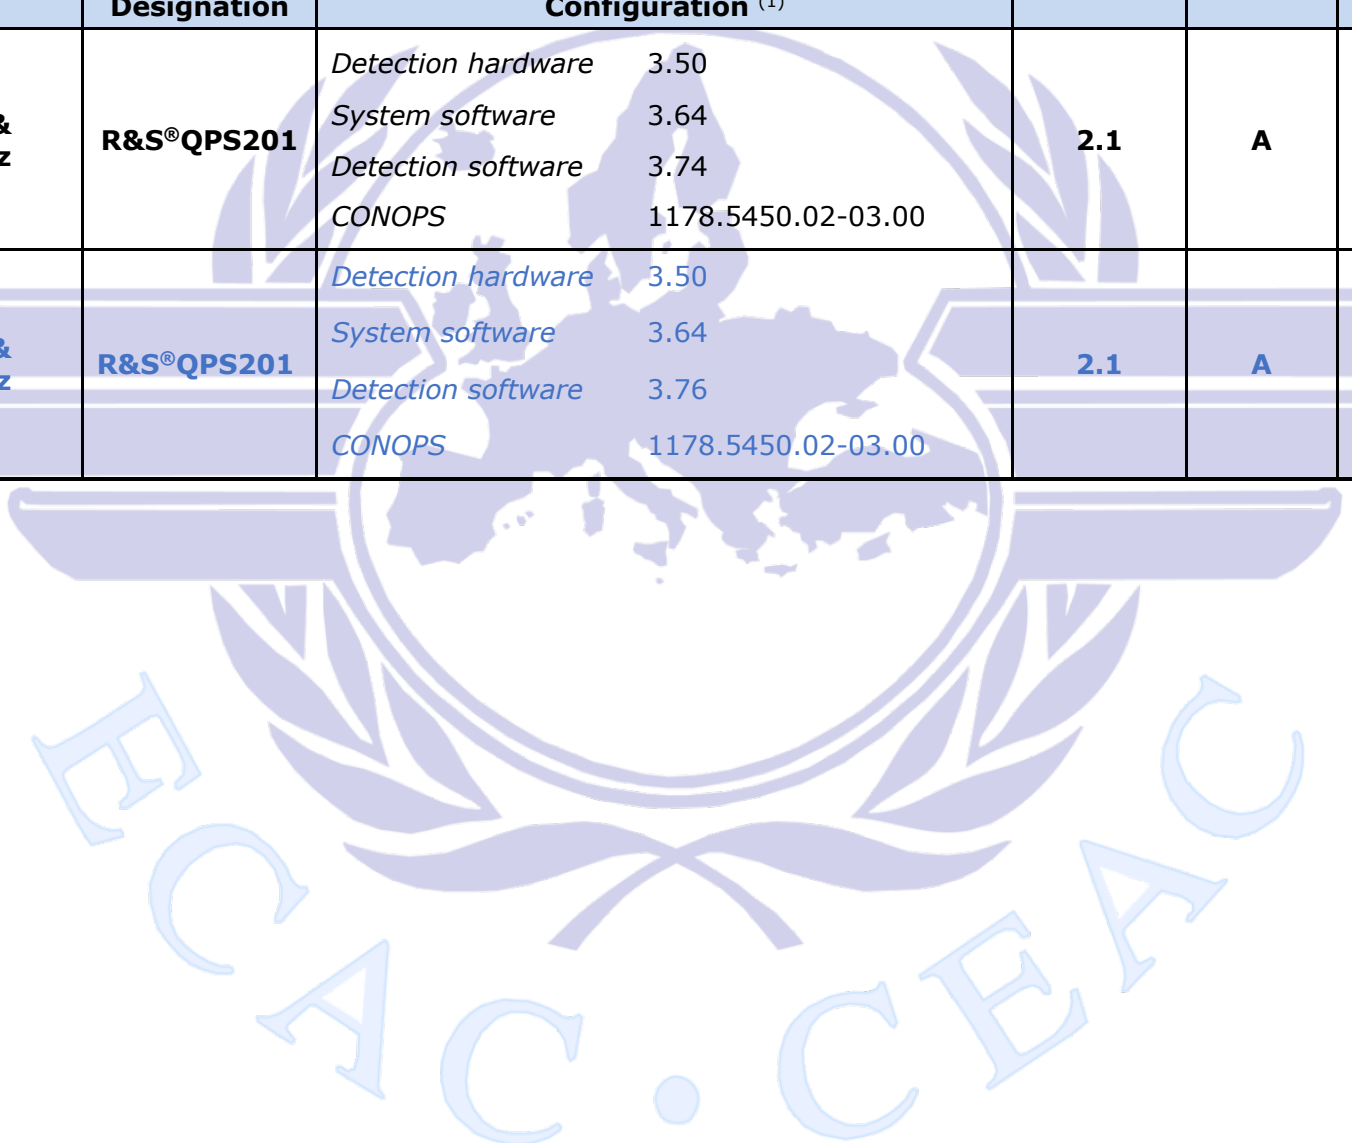 Designation Configuration (1)
Detection hardware 3.50
System software 3.64
&
z
R&S®QPS201
2.1 A
Detection software 3.74
CONOPS 1178.5450.02-03.00
Detection hardware 3.50
System software 3.64
&
z
R&S®QPS201
2.1 A
Detection software 3.76
CONOPS 1178.5450.02-03.00
ECAC·CEAC